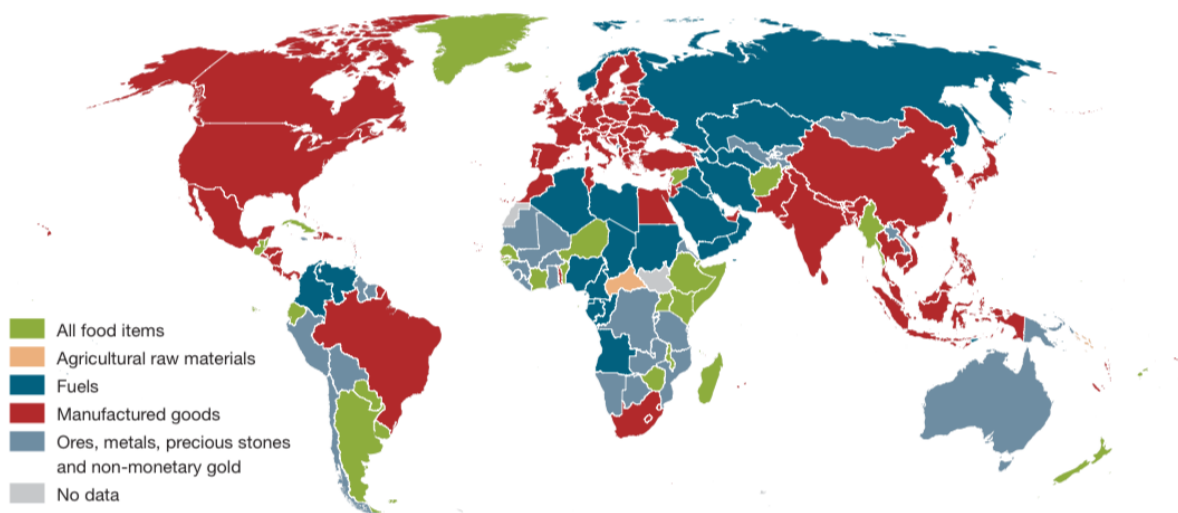 All food items
Agricultural raw materials
Fuels
Manufactured goods
Ores, metals, precious stones
and non-monetary gold
No data